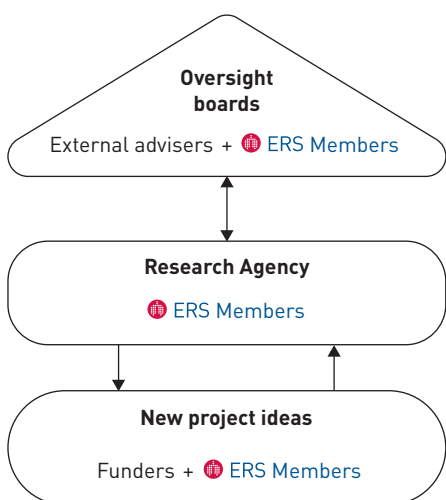 Oversight
boards
External advisers + ERS Members
Research Agency
ERS Members
New project ideas
Funders + ERS Members